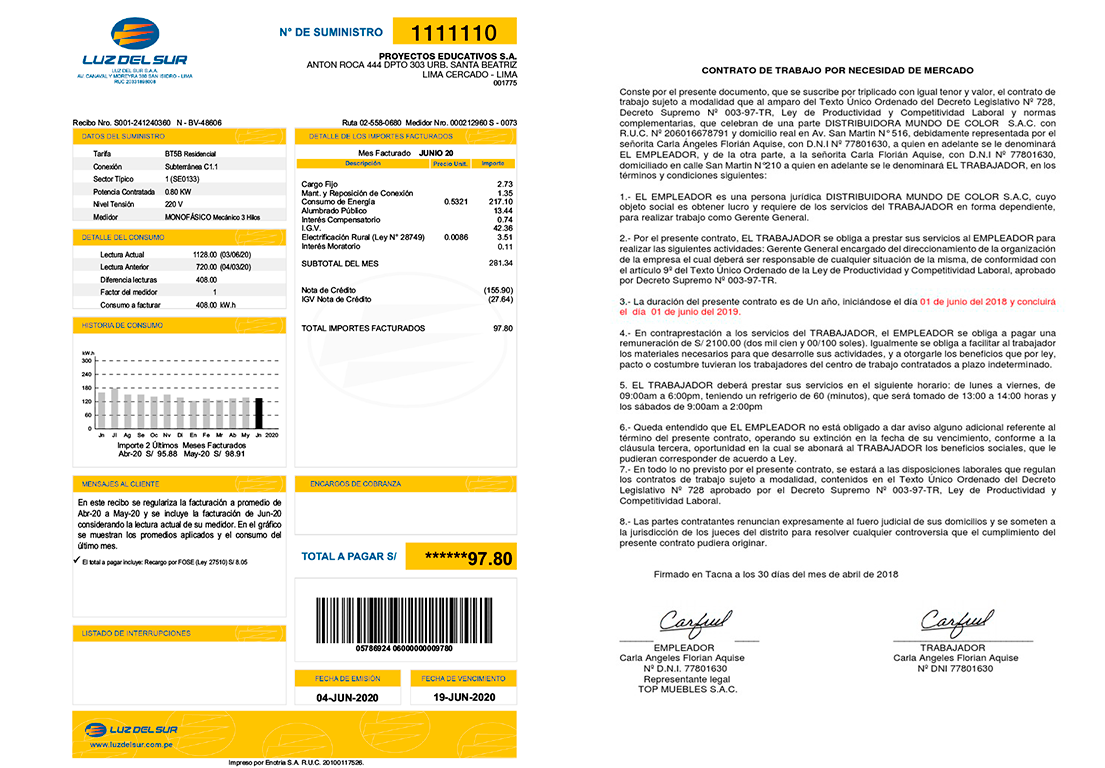 LUZ DEL SUR
LUZ DEL SUR S.A.A.
AV. CANAVAL Y MOREYRA 380 SAN ISIDRO - LIMA
N° DE SUMINISTRO
1111110
PROYECTOS EDUCATIVOS S.A.
ANTON ROCA 444 DPTO 303 URB. SANTA BEATRIZ
LIMA CERCADO - LIMA
001775
Recibo Nro. S001-241240360 N - BV-48606
Ruta 02-558-0680 Medidor Nro. 000212960 S - 0073
DATOS DEL SUMINISTRO
Tarifa BT5B Residencial
Conexión Subterránea C1.1
Sector Típico 1 (SE0133)
Potencia Contratada 0.80 KW
Nivel Tensión 220 V
Medidor MONOFÁSICO Mecánico 3 Hilos
DETALLE DEL CONSUMO
Lectura Actual 1128.00 (03/06/20)
Lectura Anterior 720.00 (04/03/20)
Diferencia lecturas 408.00
Factor del medidor 1
Consumo a facturar 408.00 kW.h
HISTORIA DE CONSUMO
kW.h
300
240
180
120
60
0
Jn Jl Ag Se Oc Nv Di En Fe Mr Ab My Jn 2020
Importe 2 Últimos Meses Facturados
Abr-20 S/ 95.88 May-20 S/ 98.91
MENSAJES AL CLIENTE
En este recibo se regulariza la facturación a promedio de
Abr-20 a May-20 y se incluye la facturación de Jun-20
considerando la lectura actual de su medidor. En el gráfico
se muestran los promedios aplicados y el consumo del
último mes.
✓ El total a pagar incluye: Recargo por FOSE (Ley 27510) S/ 8.05
LISTADO DE INTERRUPCIONES
DETALLE DE LOS IMPORTES FACTURADOS
Mes Facturado JUNIO 20
Descripción Precio Unit. Importe
Cargo Fijo 2.73
Mant. y Reposición de Conexión 1.35
Consumo de Energía 0.5321 217.10
Alumbrado Público 13.44
Interés Compensatorio 0.74
I.G.V. 42.36
Electrificación Rural (Ley N° 28749) 0.0086 3.51
Interés Moratorio 0.11
SUBTOTAL DEL MES 281.34
Nota de Crédito (155.90)
IGV Nota de Crédito (27.64)
TOTAL IMPORTES FACTURADOS 97.80
ENCARGOS DE COBRANZA
TOTAL A PAGAR S/ ******97.80
05786924 06000000009780
FECHA DE EMISIÓN
04-JUN-2020
FECHA DE VENCIMIENTO
19-JUN-2020
LUZ DEL SUR
www.luzdelsur.com.pe
Impreso por Enotria S.A. R.U.C. 20100117526.
CONTRATO DE TRABAJO POR NECESIDAD DE MERCADO
Conste por el presente documento, que se suscribe por triplicado con igual tenor y valor, el contrato de
trabajo sujeto a modalidad que al amparo del Texto Único Ordenado del Decreto Legislativo Nº 728,
Decreto Supremo Nº 003-97-TR, Ley de Productividad y Competitividad Laboral y normas
complementarias, que celebran de una parte DISTRIBUIDORA MUNDO DE COLOR S.A.C. con
R.U.C. Nº 206016678791 y domicilio real en Av. San Martin N° 516, debidamente representada por el
señorita Carla Ángeles Florián Aquise, con D.N.I Nº 77801630, a quien en adelante se le denominará
EL EMPLEADOR, y de la otra parte, a la señorita Carla Florian Aquise, con D.N.I Nº 77801630,
domiciliado en calle San Martin N°210 a quien en adelante se le denominará EL TRABAJADOR, en los
términos y condiciones siguientes:
1.- EL EMPLEADOR es una persona jurídica DISTRIBUIDORA MUNDO DE COLOR S.A.C, cuyo
objeto social es obtener lucro y requiere de los servicios del TRABAJADOR en forma dependiente,
para realizar trabajo como Gerente General.
2.- Por el presente contrato, EL TRABAJADOR se obliga a prestar sus servicios al EMPLEADOR para
realizar las siguientes actividades: Gerente General encargado del direccionamiento de la organización
de la empresa el cual deberá ser responsable de cualquier situación de la misma, de conformidad con
el artículo 9º del Texto Único Ordenado de la Ley de Productividad y Competitividad Laboral, aprobado
por Decreto Supremo Nº 003-97-TR.
3.- La duración del presente contrato es de Un año, iniciándose el día 01 de junio del 2018 y concluirá
el día 01 de junio del 2019.
4.- En contraprestación a los servicios del TRABAJADOR, el EMPLEADOR se obliga a pagar una
remuneración de S/ 2100.00 (dos mil cien y 00/100 soles). Igualmente se obliga a facilitar al trabajador
los materiales necesarios para que desarrolle sus actividades, y a otorgarle los beneficios que por ley,
pacto o costumbre tuvieran los trabajadores del centro de trabajo contratados a plazo indeterminado.
5. EL TRABAJADOR deberá prestar sus servicios en el siguiente horario: de lunes a viernes, de
09:00am a 6:00pm, teniendo un refrigerio de 60 (minutos), que será tomado de 13:00 a 14:00 horas y
los sábados de 9:00am a 2:00pm
6.- Queda entendido que EL EMPLEADOR no está obligado a dar aviso alguno adicional referente al
término del presente contrato, operando su extinción en la fecha de su vencimiento, conforme a la
cláusula tercera, oportunidad en la cual se abonará al TRABAJADOR los beneficios sociales, que le
pudieran corresponder de acuerdo a Ley.
7.- En todo lo no previsto por el presente contrato, se estará a las disposiciones laborales que regulan
los contratos de trabajo sujeto a modalidad, contenidos en el Texto Único Ordenado del Decreto
Legislativo Nº 728 aprobado por el Decreto Supremo Nº 003-97-TR, Ley de Productividad y
Competitividad Laboral.
8.- Las partes contratantes renuncian expresamente al fuero judicial de sus domicilios y se someten a
la jurisdicción de los jueces del distrito para resolver cualquier controversia que el cumplimiento del
presente contrato pudiera originar.
Firmado en Tacna a los 30 días del mes de abril de 2018
EMPLEADOR
Carla Angeles Florian Aquise
Nº D.N.I. 77801630
Representante legal
TOP MUEBLES S.A.C.
TRABAJADOR
Carla Angeles Florian Aquise
Nº DNI 77801630